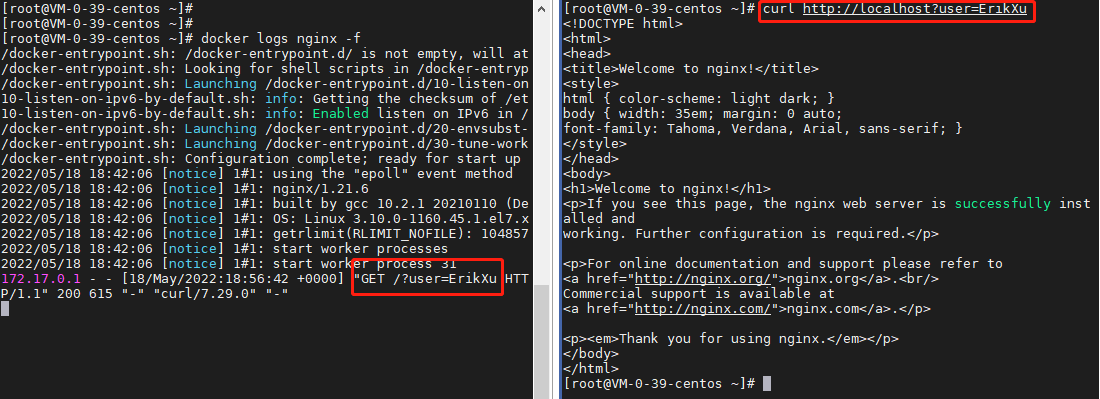 [root@VM-0-39-centos ~]#
[root@VM-0-39-centos ~]#
[root@VM-0-39-centos ~]# docker logs nginx -f
/docker-entrypoint.sh: /docker-entrypoint.d/ is not empty, will at
/docker-entrypoint.sh: Looking for shell scripts in /docker-entryp
/docker-entrypoint.sh: Launching /docker-entrypoint.d/10-listen-on
10-listen-on-ipv6-by-default.sh: info: Getting the checksum of /et
10-listen-on-ipv6-by-default.sh: info: Enabled listen on IPv6 in /
/docker-entrypoint.sh: Launching /docker-entrypoint.d/20-envsubst-
/docker-entrypoint.sh: Launching /docker-entrypoint.d/30-tune-work
/docker-entrypoint.sh: Configuration complete; ready for start up
2022/05/18 18:42:06 [notice] 1#1: using the "epoll" event method
2022/05/18 18:42:06 [notice] 1#1: nginx/1.21.6
2022/05/18 18:42:06 [notice] 1#1: built by gcc 10.2.1 20210110 (De
2022/05/18 18:42:06 [notice] 1#1: OS: Linux 3.10.0-1160.45.1.el7.x
2022/05/18 18:42:06 [notice] 1#1: getrlimit(RLIMIT_NOFILE): 104857
2022/05/18 18:42:06 [notice] 1#1: start worker processes
2022/05/18 18:42:06 [notice] 1#1: start worker process 31
172.17.0.1 - - [18/May/2022:18:56:42 +0000] "GET /?user=ErikXu HTT
P/1.1" 200 615 "-" "curl/7.29.0" "-"
[root@VM-0-39-centos ~]# curl http://localhost?user=ErikXu
<!DOCTYPE html>
<html>
<head>
<title>Welcome to nginx!</title>
<style>
html { color-scheme: light dark; }
body { width: 35em; margin: 0 auto;
font-family: Tahoma, Verdana, Arial, sans-serif; }
</style>
</head>
<body>
<h1>Welcome to nginx!</h1>
<p>If you see this page, the nginx web server is successfully inst
alled and
working. Further configuration is required.</p>

<p>For online documentation and support please refer to
<a href="http://nginx.org/">nginx.org</a>.<br/>
Commercial support is available at
<a href="http://nginx.com/">nginx.com</a>.</p>

<p><em>Thank you for using nginx.</em></p>
</body>
</html>
[root@VM-0-39-centos ~]#